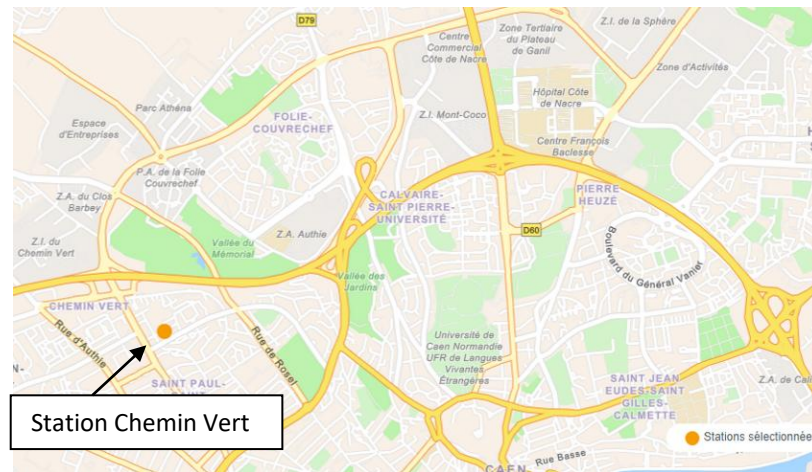 D79
Centre
Commercial
Côte de Nacre
Zone Tertiaire
du Plateau
de Ganil
Z.I. de la Sphère
Zone d'Activités
Parc Athéna
Espace
d'Entreprises
FOLIE-
COUVRECHEF
Z.I. Mont-Coco
Hôpital Côte
de Nacre
Centre François
Baclesse
P.A. de la Folie
Couvrechef
Z.A. du Clos
Barbey
CALVAIRE-
SAINT PIERRE-
UNIVERSITÉ
PIERRE
HEUZÉ
Z.I. du
Chemin Vert
Vallée du
Mémorial
Z.A. Authie
D60
Boulevard du Général Vanier
Vallée des
Jardins
CHEMIN VERT
Rue d'Authie
Rue de Rosel
Université de
Caen Normandie
UFR de Langues
Vivantes
Étrangères
SAINT PAUL-
SAINT JEAN
EUDES-SAINT
GILLES-
CALMETTE
Z.A. de Cali
Station Chemin Vert
Stations sélectionnée
Rue Basse
CAEN-